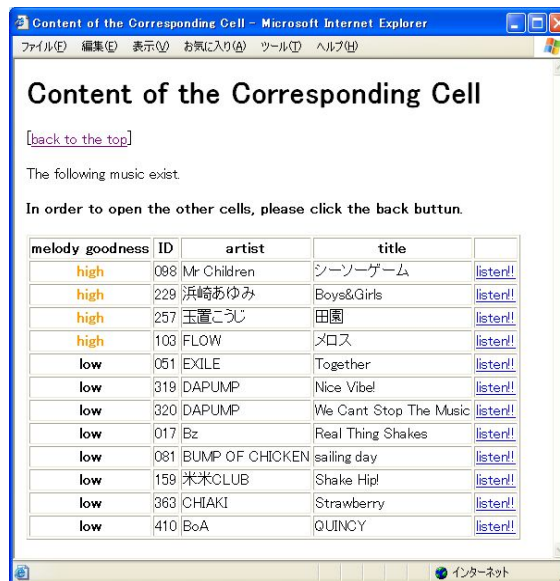 Content of the Corresponding Cell - Microsoft Internet Explorer
ファイル(F) 編集(E) 表示(V) お気に入り(A) ツール(T) ヘルプ(H)
Content of the Corresponding Cell
[back to the top]
The following music exist.
In order to open the other cells, please click the back buttun.
melody goodness ID artist title
high 098 Mr Children シーソーゲーム listen!!
high 229 浜崎あゆみ Boys&Girls listen!!
high 257 玉置こうじ 田園 listen!!
high 103 FLOW メロス listen!!
low 051 EXILE Together listen!!
low 319 DAPUMP Nice Vibe! listen!!
low 320 DAPUMP We Cant Stop The Music listen!!
low 017 Bz Real Thing Shakes listen!!
low 081 BUMP OF CHICKEN sailing day listen!!
low 159 米米CLUB Shake Hip! listen!!
low 363 CHIAKI Strawberry listen!!
low 410 BoA QUINCY listen!!
インターネット